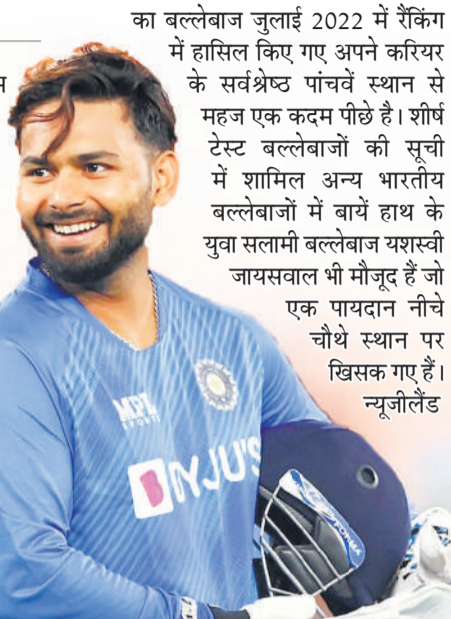 का बल्लेबाज जुलाई 2022 में रैंकिंग
में हासिल किए गए अपने करियर
के सर्वश्रेष्ठ पांचवें स्थान से
महज एक कदम पीछे है। शीर्ष
टेस्ट बल्लेबाजों की सूची
में शामिल अन्य भारतीय
बल्लेबाजों में बायें हाथ के
युवा सलामी बल्लेबाज यशस्वी
जायसवाल भी मौजूद हैं जो
एक पायदान नीचे
चौथे स्थान पर
खिसक गए हैं।
न्यूजीलैंड
MPL
SPORTS
BYJU'S